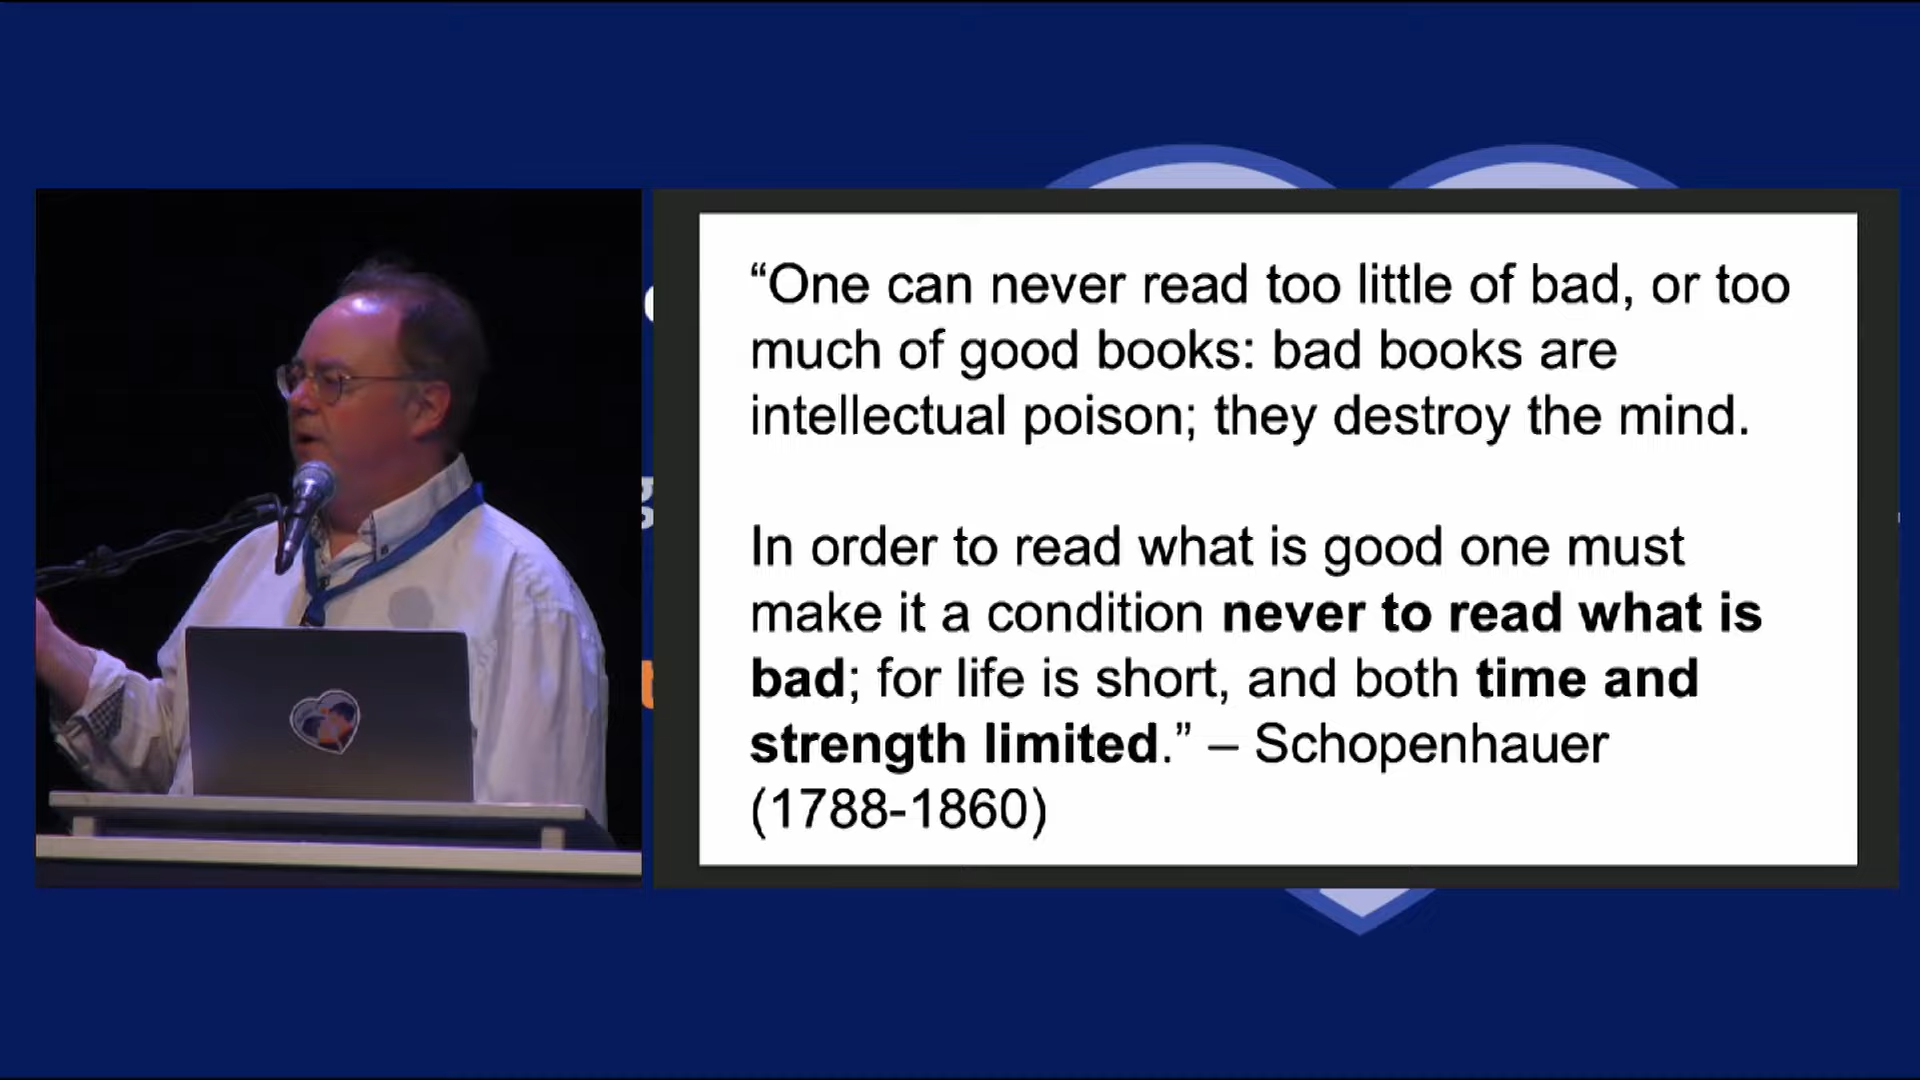 “One can never read too little of bad, or too
much of good books: bad books are
intellectual poison; they destroy the mind.
In order to read what is good one must
make it a condition never to read what is
bad; for life is short, and both time and
strength limited.” – Schopenhauer
(1788-1860)